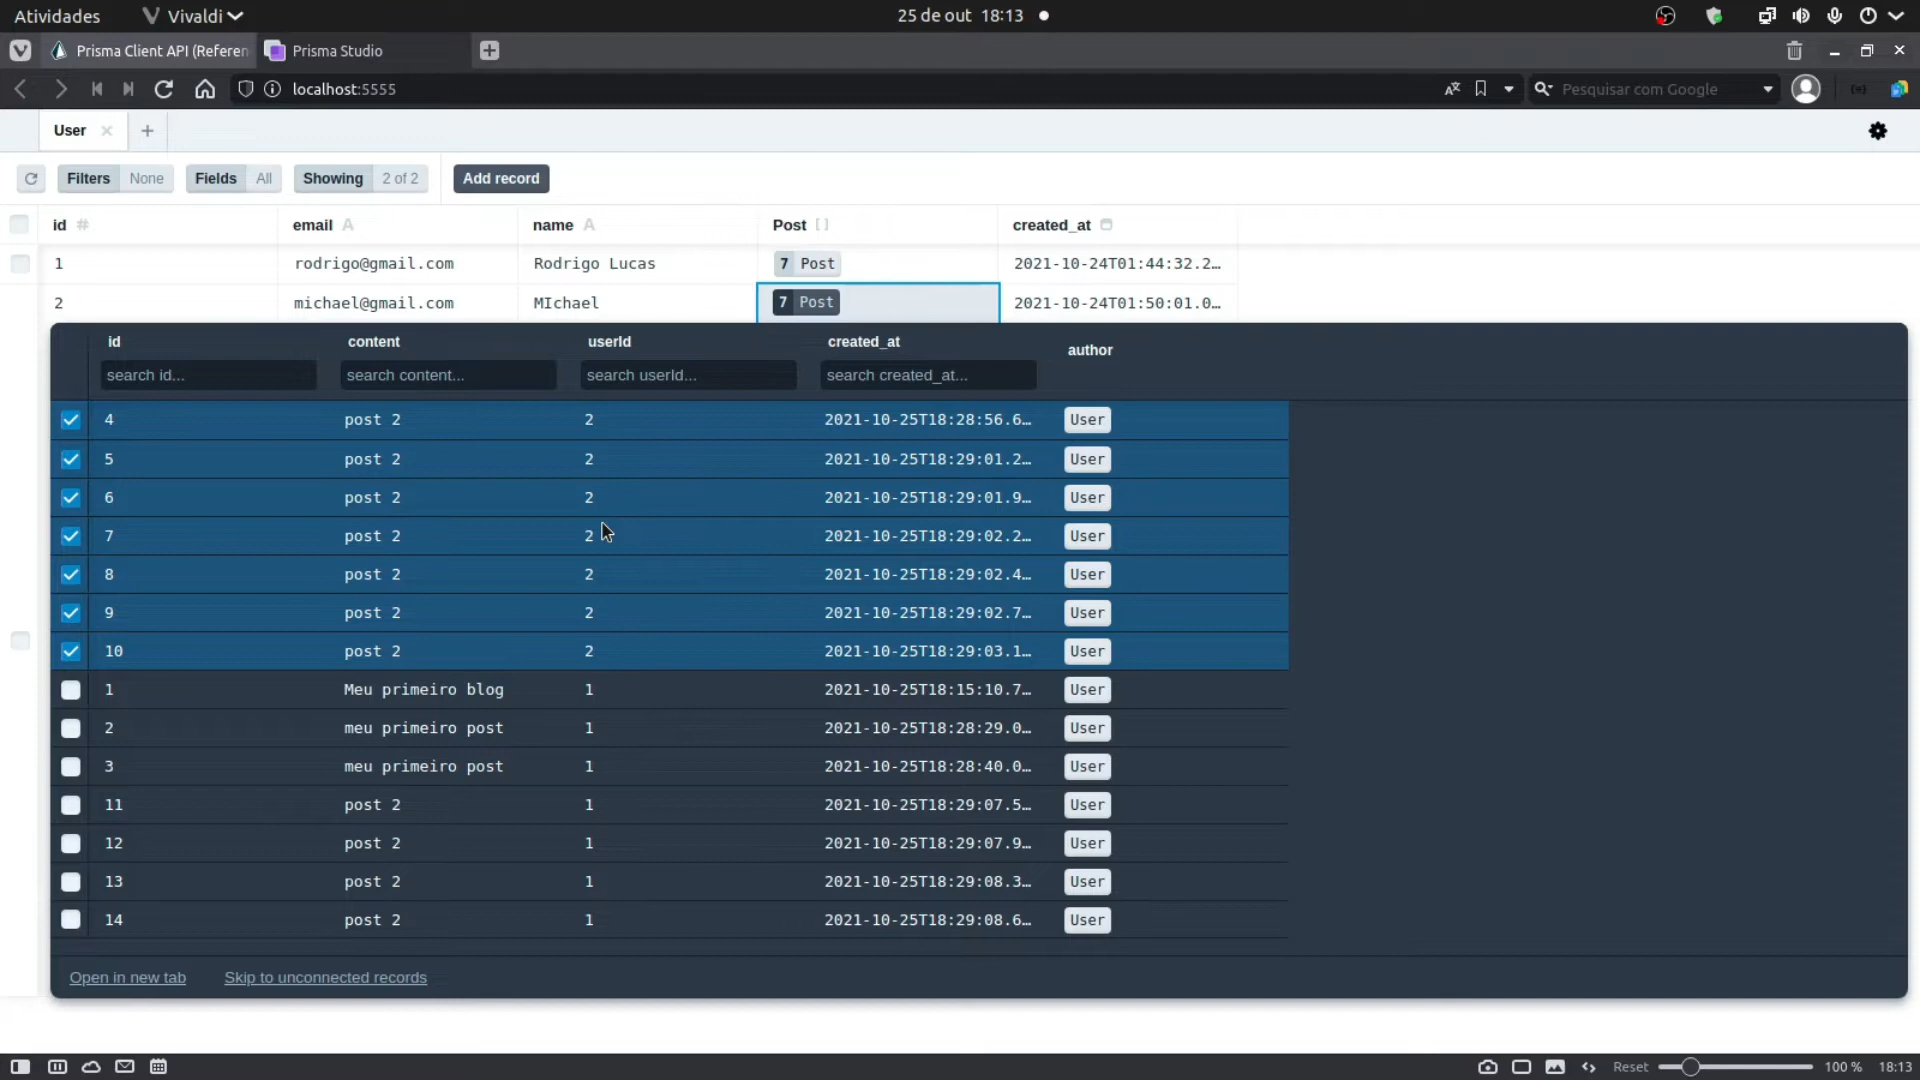 Atividades Vivaldi 25 de out 18:13
Prisma Client API (Referen Prisma Studio
localhost:5555 Pesquisar com Google
User
Filters None Fields All Showing 2 of 2 Add record
id # email A name A Post [] created_at
1 rodrigo@gmail.com Rodrigo Lucas 7 Post 2021-10-24T01:44:32.2…
2 michael@gmail.com MIchael 7 Post 2021-10-24T01:50:01.0…
id content userId created_at author
search id... search content... search userId... search created_at...
4 post 2 2 2021-10-25T18:28:56.6… User
5 post 2 2 2021-10-25T18:29:01.2… User
6 post 2 2 2021-10-25T18:29:01.9… User
7 post 2 2 2021-10-25T18:29:02.2… User
8 post 2 2 2021-10-25T18:29:02.4… User
9 post 2 2 2021-10-25T18:29:02.7… User
10 post 2 2 2021-10-25T18:29:03.1… User
1 Meu primeiro blog 1 2021-10-25T18:15:10.7… User
2 meu primeiro post 1 2021-10-25T18:28:29.0… User
3 meu primeiro post 1 2021-10-25T18:28:40.0… User
11 post 2 1 2021-10-25T18:29:07.5… User
12 post 2 1 2021-10-25T18:29:07.9… User
13 post 2 1 2021-10-25T18:29:08.3… User
14 post 2 1 2021-10-25T18:29:08.6… User
Open in new tab Skip to unconnected records
Reset 100 % 18:13